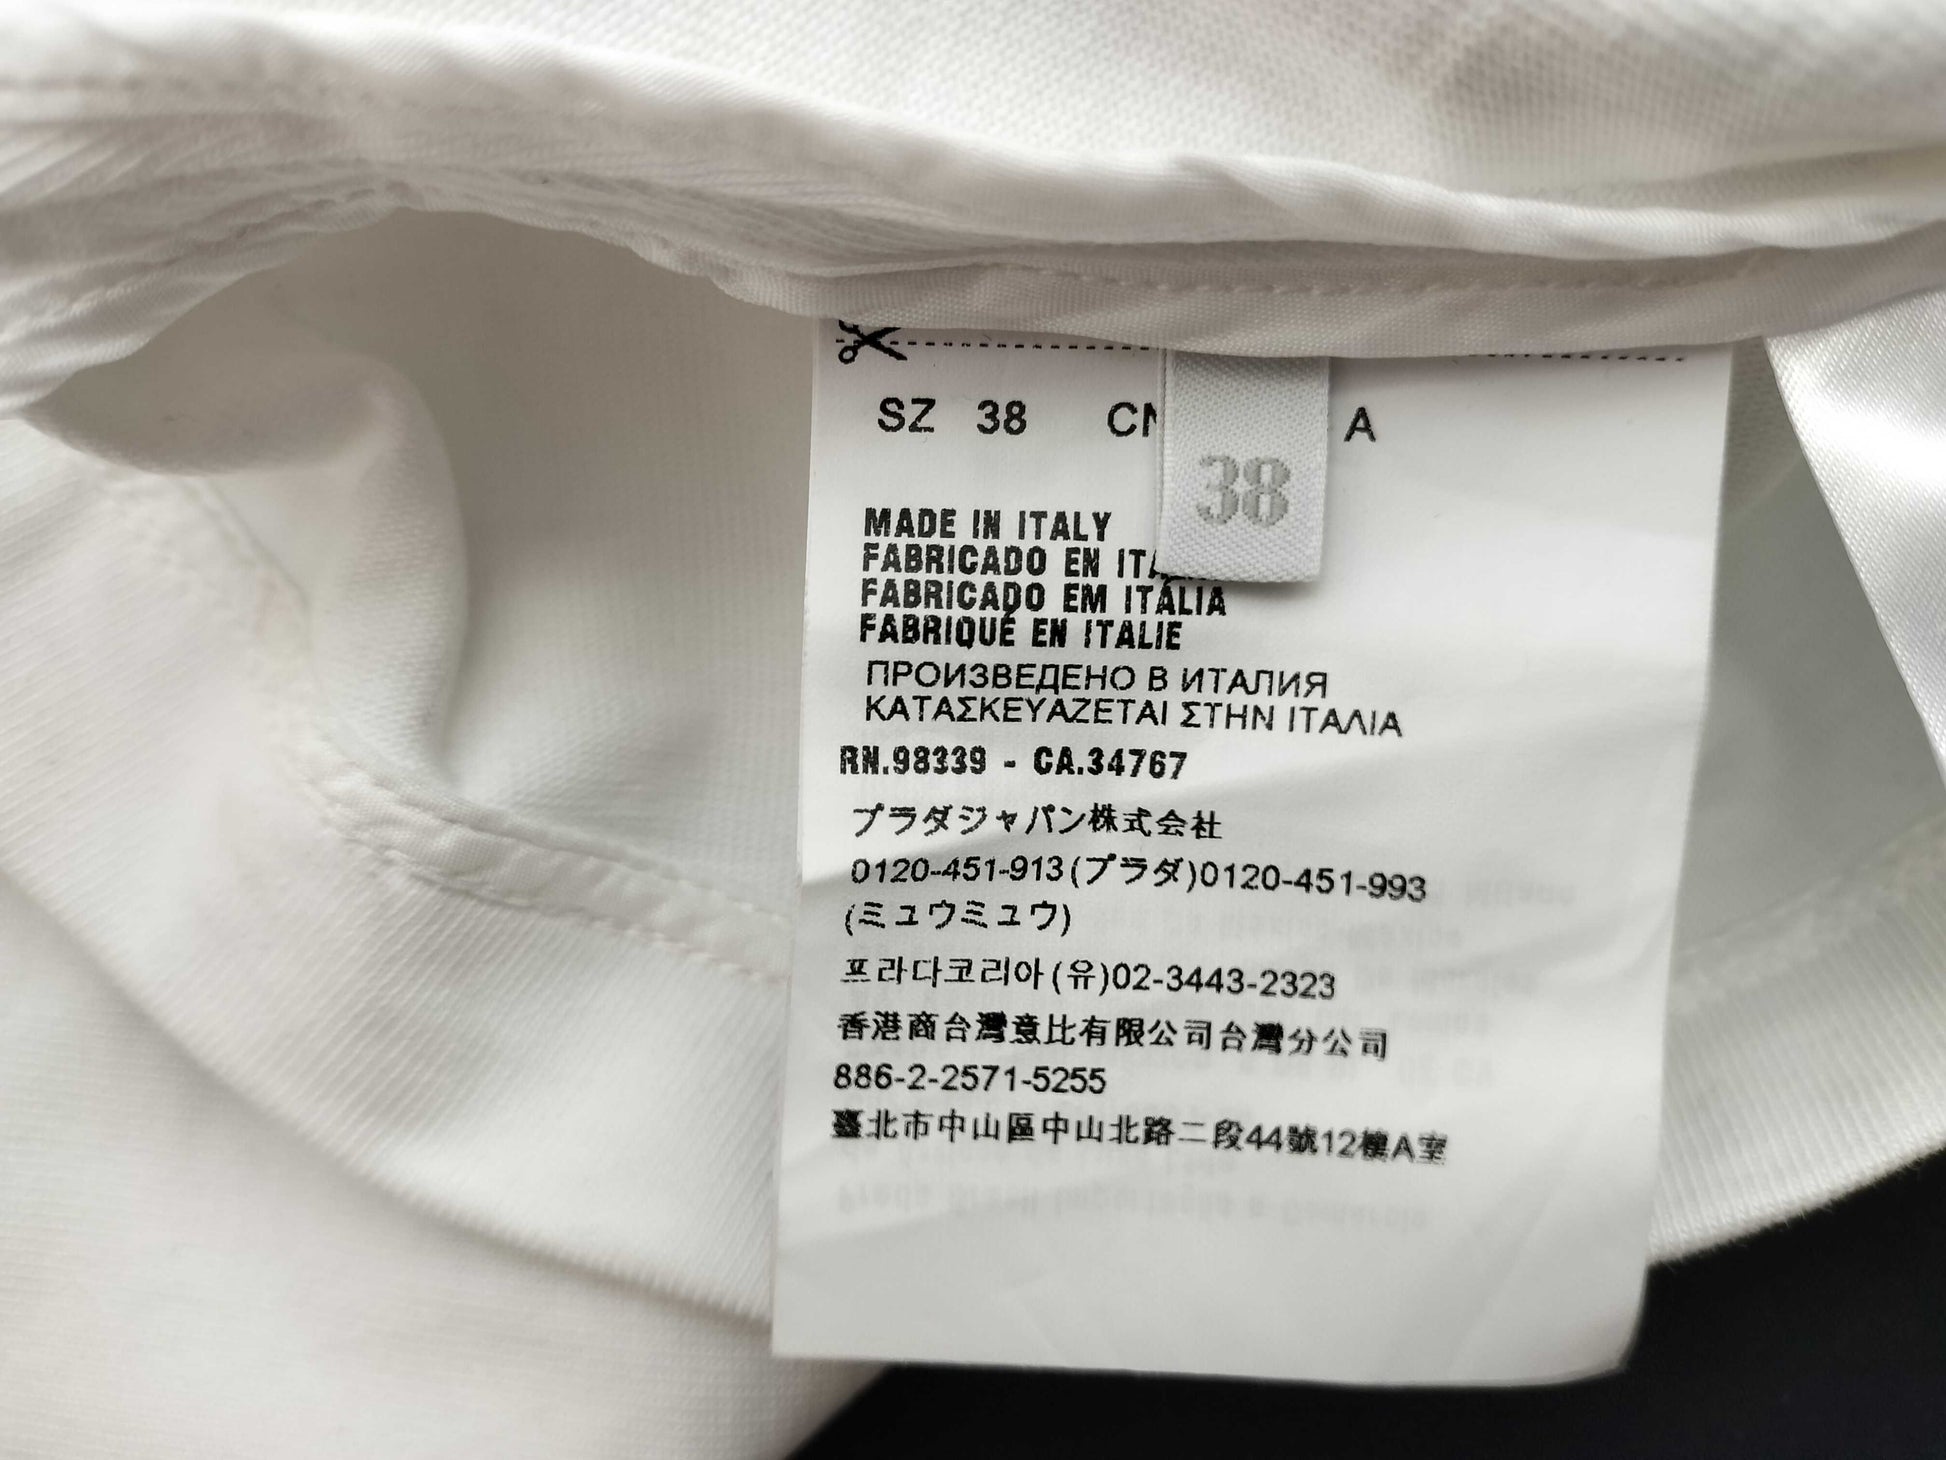 SZ 38 A
38
MADE IN ITALY
FABRICADO EN
FABRICADO EM ITÁLIA
FABRIQUÉ EN ITALIE
ПРОИЗВЕДЕНО В ИТАЛИЯ
ΚΑΤΑΣΚΕΥΑΖΕΤΑΙ ΣΤΗΝ ΙΤΑΛΙΑ
RN.98339 - CA.34767
プラダジャパン株式会社
0120-451-913(プラダ)0120-451-993
(ミュウミュウ)
프라다코리아(유)02-3443-2323
香港商台灣意比有限公司台灣分公司
886-2-2571-5255
臺北市中山區中山北路二段44號12樓A室